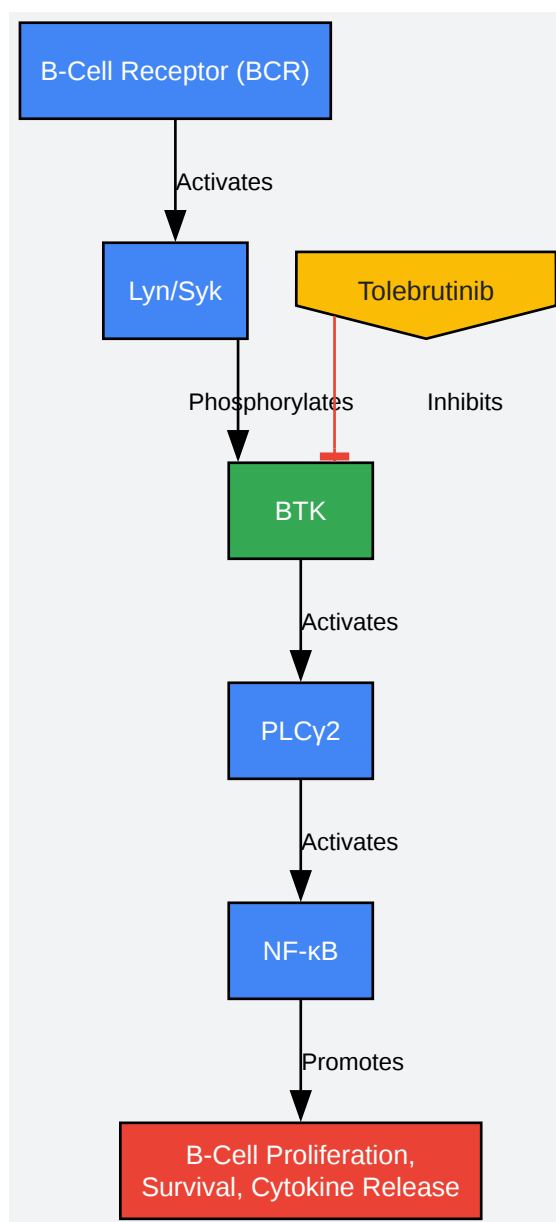 B-Cell Receptor (BCR)
Activates
Lyn/Syk
Tolebrutinib
Phosphorylates
Inhibits
BTK
Activates
PLCγ2
Activates
NF-κB
Promotes
B-Cell Proliferation,
Survival, Cytokine Release